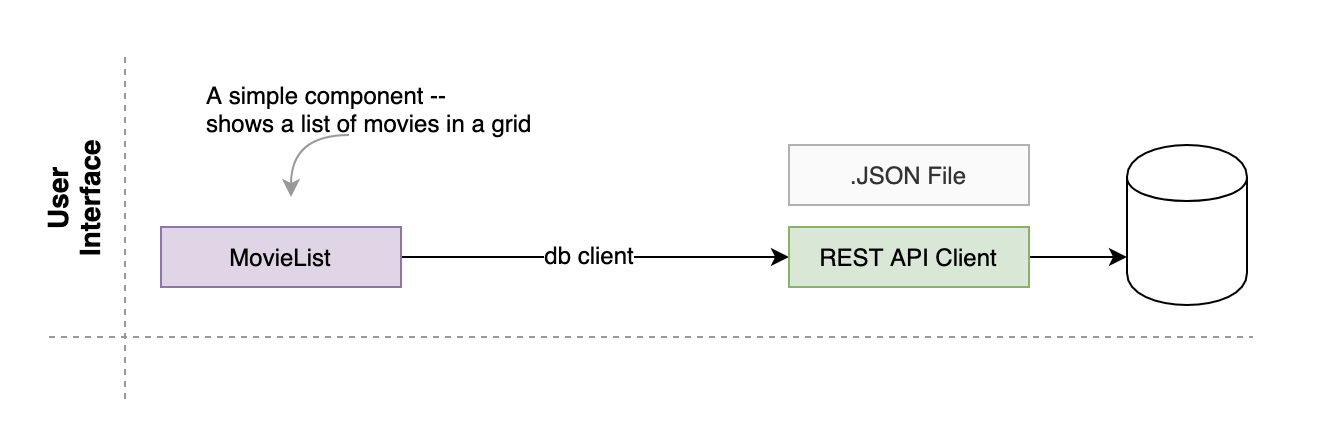 A simple component --
shows a list of movies in a grid
User
Interface
.JSON File
MovieList
db client
REST API Client